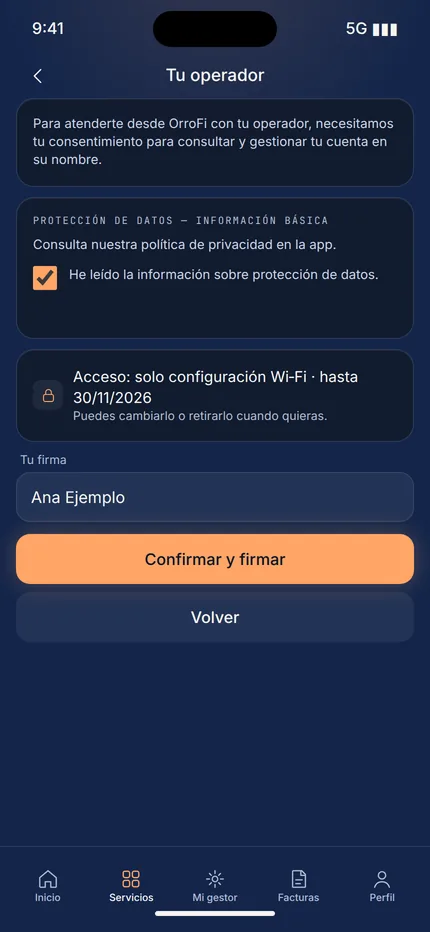 9:41
5G
Tu operador
Para atenderte desde OrroFi con tu operador, necesitamos
tu consentimiento para consultar y gestionar tu cuenta en
su nombre.
PROTECCIÓN DE DATOS — INFORMACIÓN BÁSICA
Consulta nuestra política de privacidad en la app.
He leído la información sobre protección de datos.
Acceso: solo configuración Wi-Fi · hasta
30/11/2026
Puedes cambiarlo o retirarlo cuando quieras.
Tu firma
Ana Ejemplo
Confirmar y firmar
Volver
Inicio
Servicios
Mi gestor
Facturas
Perfil